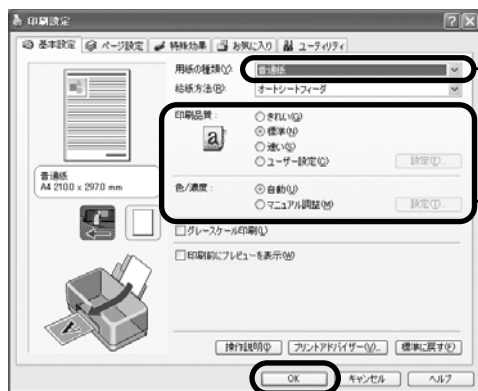 印刷設定
基本設定 ページ設定 特殊効果 お気に入り ユーティリティ
用紙の種類(Y): 普通紙
給紙方法(R): オートシートフィーダ
印刷品質:
きれい(G)
標準(N)
速い(S)
ユーザー設定(C) 設定(E)...
普通紙
A4 210.0 x 297.0 mm
色/濃度: 自動(U)
マニュアル調整(M) 設定(T)...
グレースケール印刷(L)
印刷前にプレビューを表示(W)
操作説明(I) プリントアドバイザー(V)... 標準に戻す(F)
OK キャンセル ヘルプ